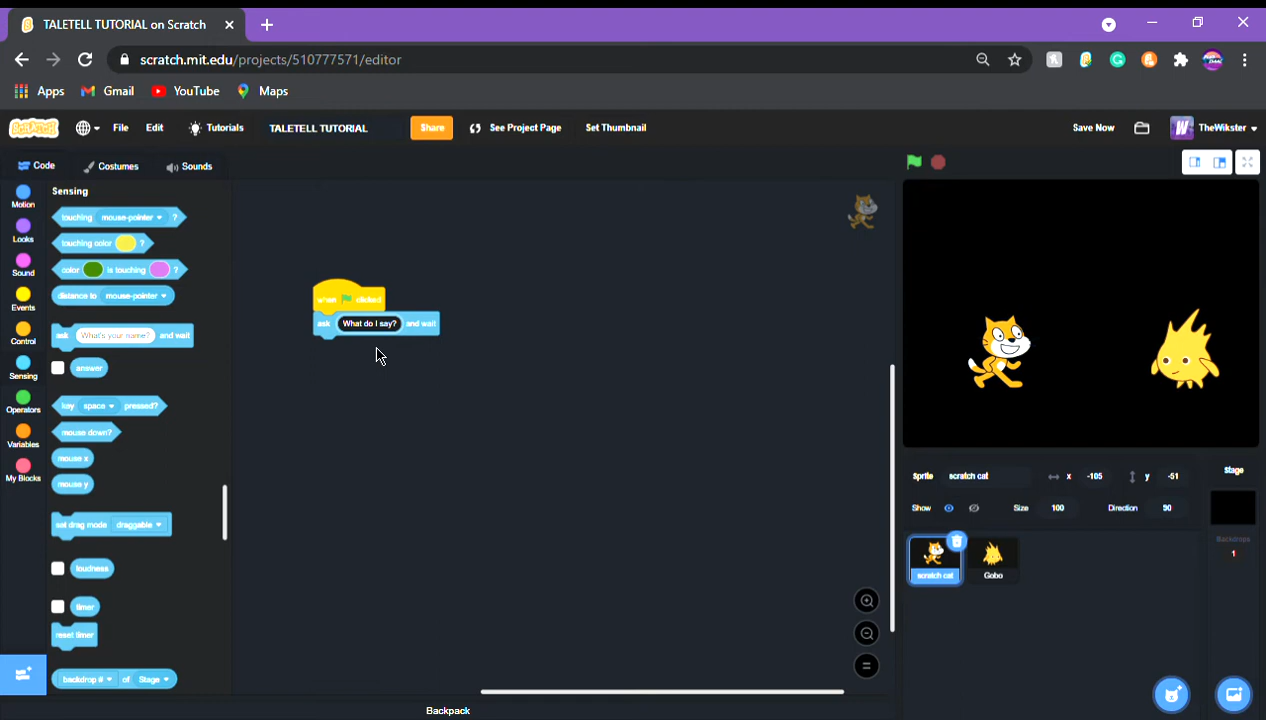 TALETELL TUTORIAL on Scratch
scratch.mit.edu/projects/510777571/editor
Apps Gmail YouTube Maps
SCRATCH File Edit Tutorials TALETELL TUTORIAL Share See Project Page Set Thumbnail Save Now TheWikster
Code Costumes Sounds
Motion
Looks
Sound
Events
Control
Sensing
Operators
Variables
My Blocks
Sensing
touching mouse-pointer ?
touching color ?
color is touching ?
distance to mouse-pointer
ask What's your name? and wait
answer
key space pressed?
mouse down?
mouse x
mouse y
set drag mode draggable
loudness
timer
reset timer
backdrop # of Stage
when clicked
ask What do I say? and wait
Backpack
Sprite scratch cat x -105 y -51
Show Size 100 Direction 90
scratch cat Gobo
Stage
Backdrops
1